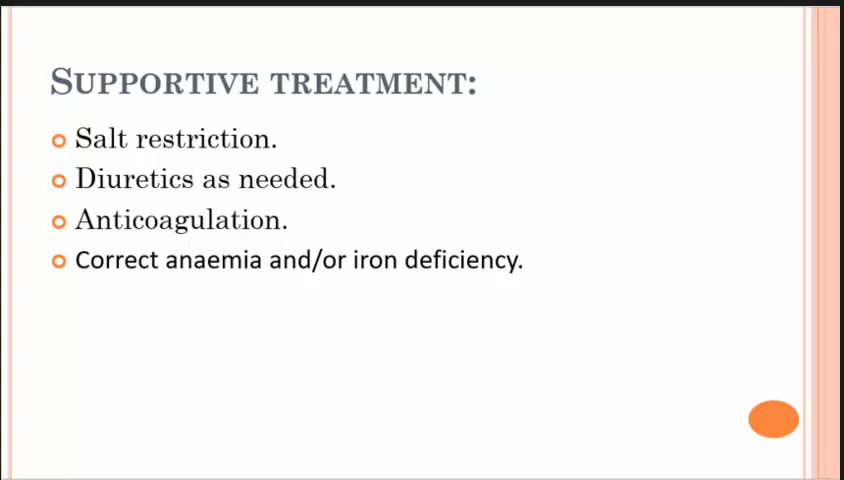 SUPPORTIVE TREATMENT:
Salt restriction.
Diuretics as needed.
Anticoagulation.
Correct anaemia and/or iron deficiency.